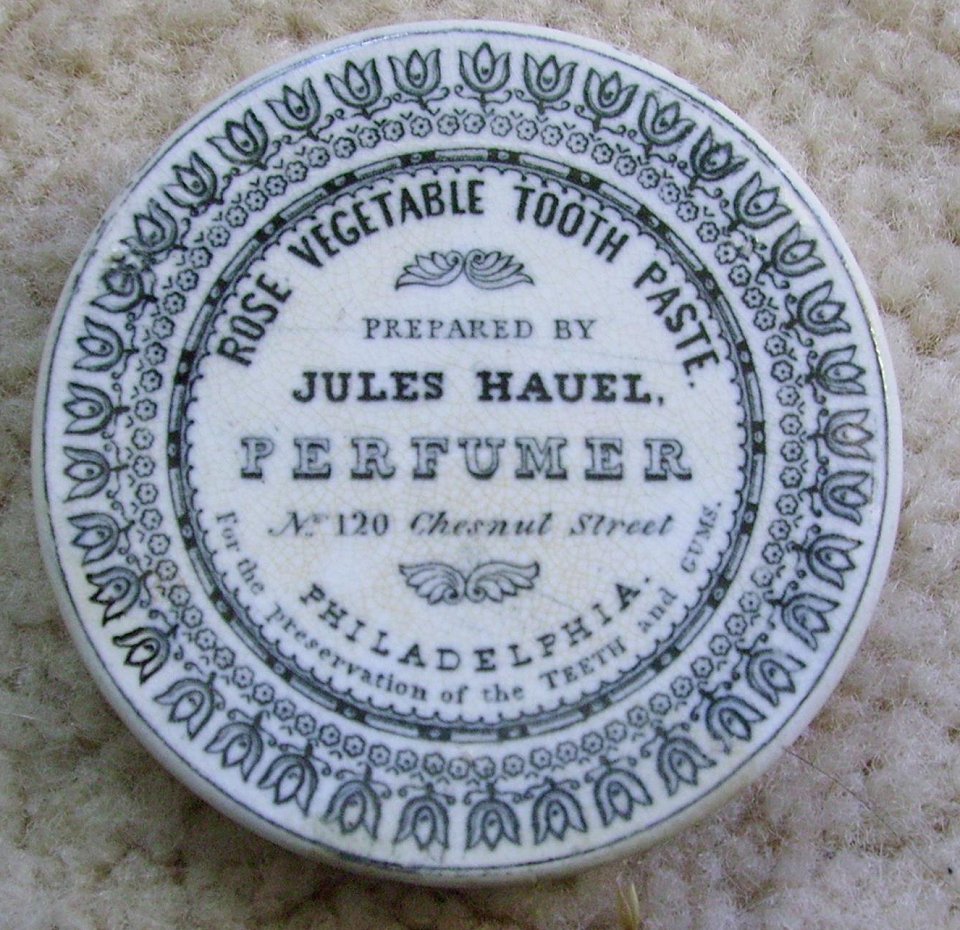 ROSE VEGETABLE TOOTH PASTE.
PREPARED BY
JULES HAUEL,
PERFUMER
No. 120 Chesnut Street
PHILADELPHIA.
For the preservation of the TEETH and GUMS.